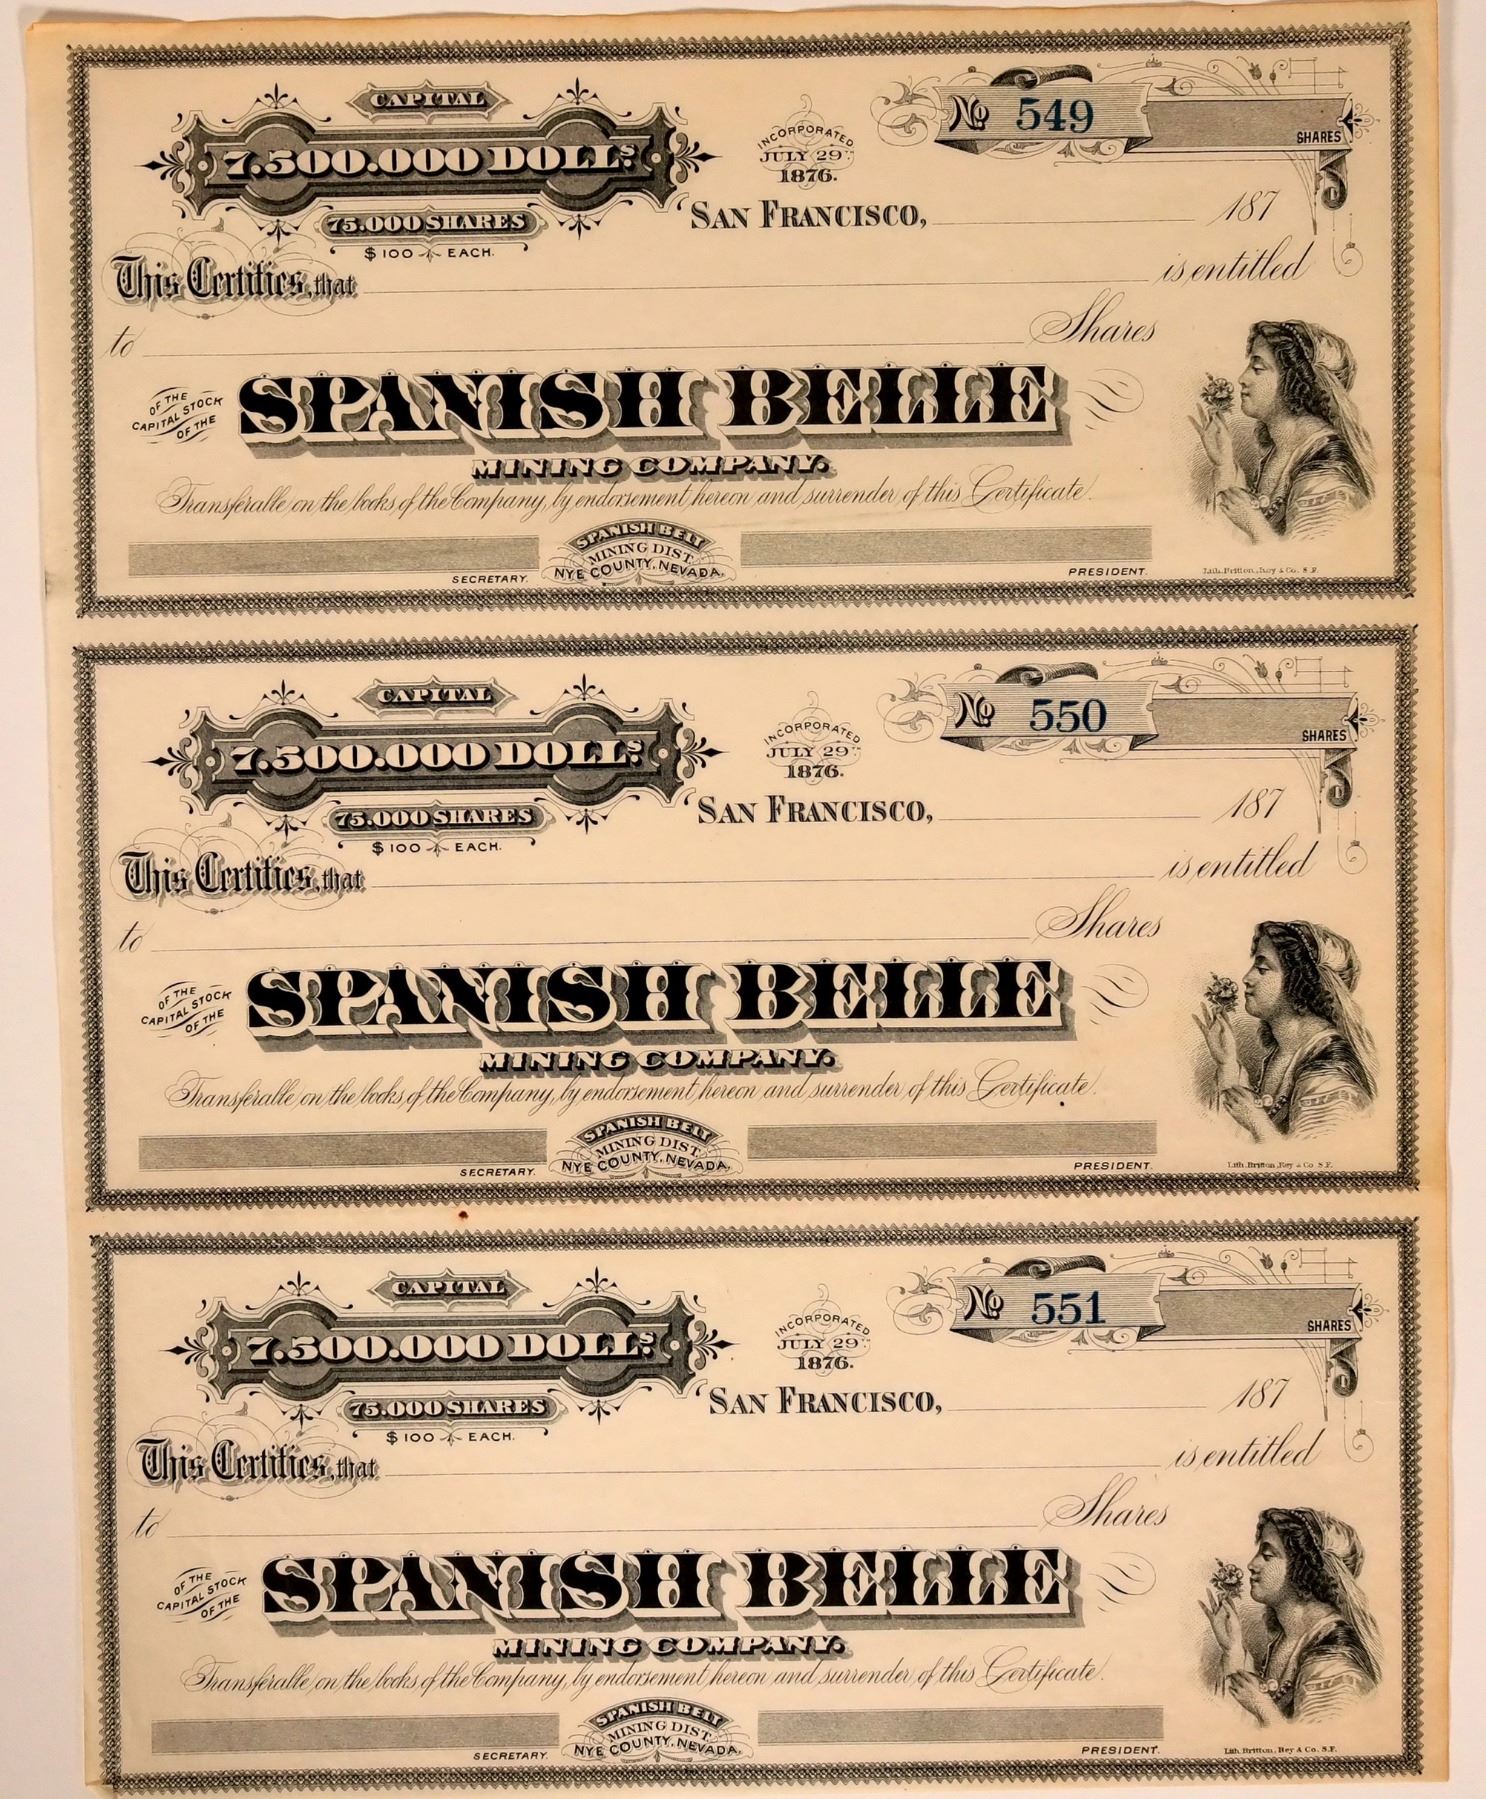 CAPITAL
7.500.000 DOLLS.
75.000 SHARES
$100 EACH.
INCORPORATED
JULY 29TH
1876.
No 549
SHARES
SAN FRANCISCO, 187
This Certifies, that is entitled
to Shares
OF THE
CAPITAL STOCK
OF THE
SPANISH BELLE
MINING COMPANY.
Transferable on the books of the Company, by endorsement hereon and surrender of this Certificate.
SPANISH BELT
MINING DIST.
NYE COUNTY, NEVADA.
SECRETARY.
PRESIDENT.
Lith. Britton, Rey & Co. S.F.
CAPITAL
7.500.000 DOLLS.
75.000 SHARES
$100 EACH.
INCORPORATED
JULY 29TH
1876.
No 550
SHARES
SAN FRANCISCO, 187
This Certifies, that is entitled
to Shares
OF THE
CAPITAL STOCK
OF THE
SPANISH BELLE
MINING COMPANY.
Transferable on the books of the Company, by endorsement hereon and surrender of this Certificate.
SPANISH BELT
MINING DIST.
NYE COUNTY, NEVADA.
SECRETARY.
PRESIDENT.
Lith. Britton, Rey & Co. S.F.
CAPITAL
7.500.000 DOLLS.
75.000 SHARES
$100 EACH.
INCORPORATED
JULY 29TH
1876.
No 551
SHARES
SAN FRANCISCO, 187
This Certifies, that is entitled
to Shares
OF THE
CAPITAL STOCK
OF THE
SPANISH BELLE
MINING COMPANY.
Transferable on the books of the Company, by endorsement hereon and surrender of this Certificate.
SPANISH BELT
MINING DIST.
NYE COUNTY, NEVADA.
SECRETARY.
PRESIDENT.
Lith. Britton, Rey & Co. S.F.